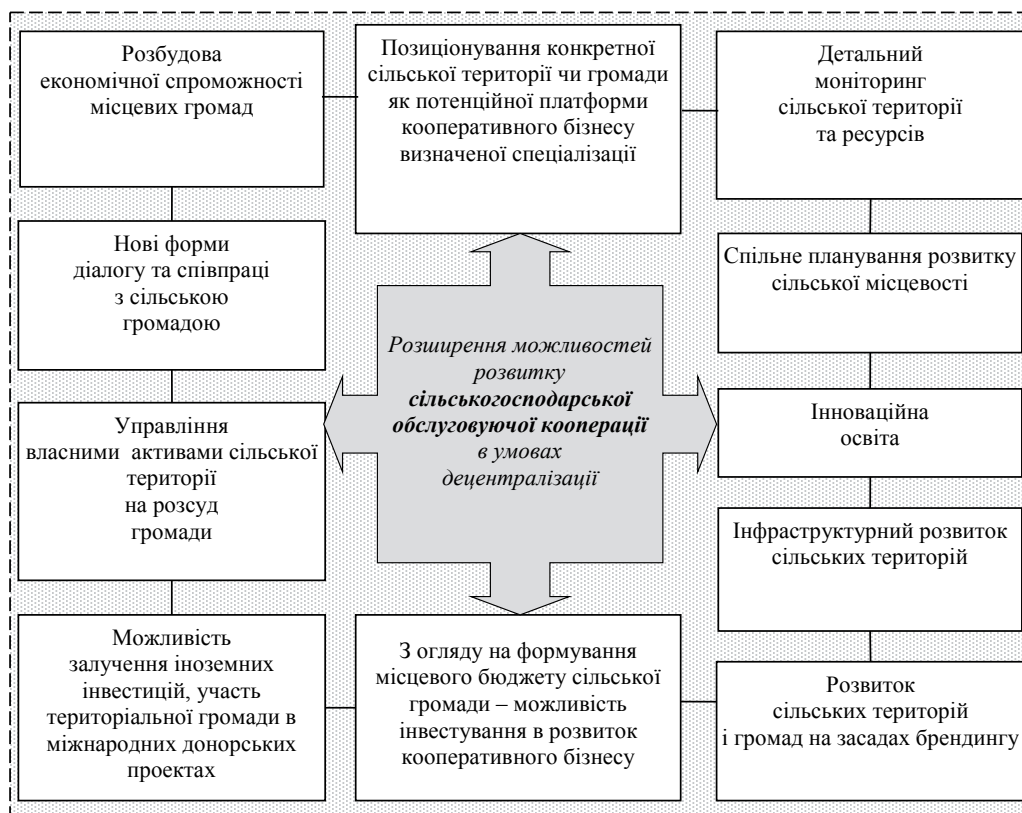 Розбудова
економічної спроможності
місцевих громад
Позиціонування конкретної
сільської території чи громади
як потенційної платформи
кооперативного бізнесу
визначеної спеціалізації
Детальний
моніторинг
сільської території
та ресурсів
Нові форми
діалогу та співпраці
з сільською
громадою
Спільне планування розвитку
сільської місцевості
Розширення можливостей
розвитку
сільськогосподарської
обслуговуючої кооперації
в умовах
децентралізації
Управління
власними активами сільської
території
на розсуд
громади
Інноваційна
освіта
Інфраструктурний розвиток
сільських територій
Можливість
залучення іноземних
інвестицій, участь
територіальної громади в
міжнародних донорських
проектах
З огляду на формування
місцевого бюджету сільської
громади – можливість
інвестування в розвиток
кооперативного бізнесу
Розвиток
сільських територій
і громад на засадах брендингу